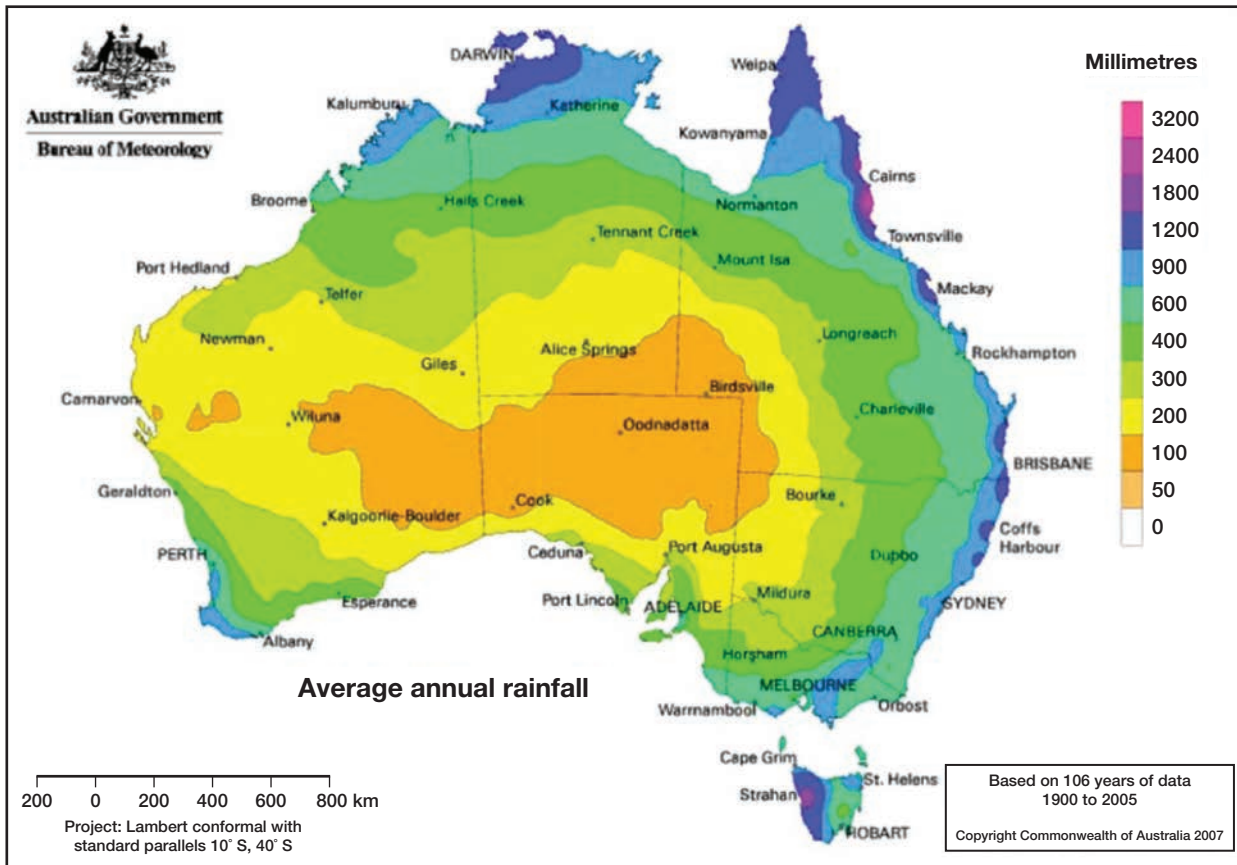 Australian Government
Bureau of Meteorology
DARWIN
Weipa
Kalumburu
Katherine
Kowanyama
Cairns
Broome
Halls Creek
Normanton
Tennant Creek
Townsville
Port Hedland
Mount Isa
Telfer
Mackay
Newman
Longreach
Giles
Alice Springs
Rockhampton
Birdsville
Camarvon
Wiluna
Charleville
Oodnadatta
BRISBANE
Geraldton
Cook
Bourke
Kalgoorlie-Boulder
Coffs
Harbour
PERTH
Ceduna
Port Augusta
Dubbo
Esperance
Port Lincoln
ADELAIDE
Mildura
SYDNEY
Albany
CANBERRA
Horsham
MELBOURNE
Warrnambool
Orbost
Cape Grim
St. Helens
Strahan
HOBART
Millimetres
3200
2400
1800
1200
900
600
400
300
200
100
50
0
Average annual rainfall
200 0 200 400 600 800 km
Project: Lambert conformal with
standard parallels 10° S, 40° S
Based on 106 years of data
1900 to 2005
Copyright Commonwealth of Australia 2007